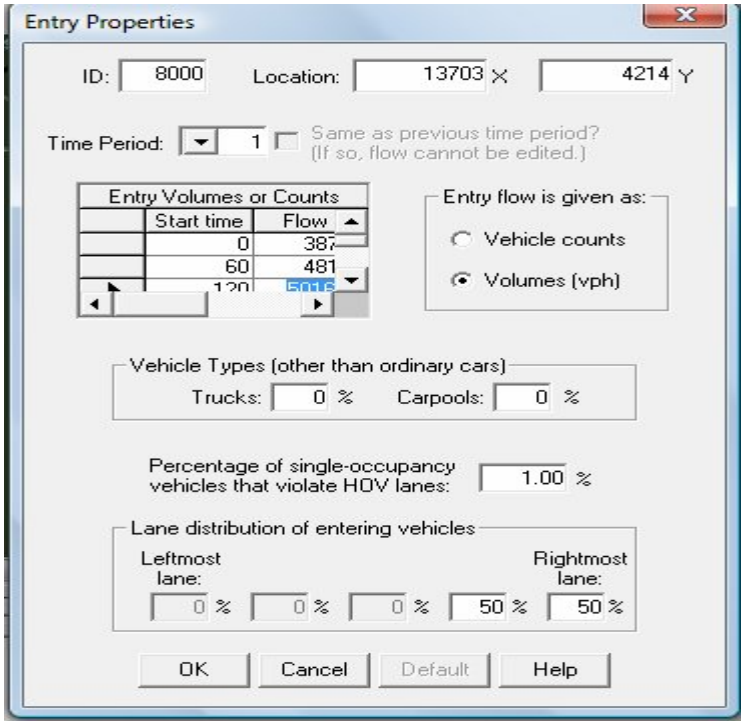 Entry Properties
ID: 8000 Location: 13703 X 4214 Y
Time Period: 1 Same as previous time period?
(If so, flow cannot be edited.)
Entry Volumes or Counts
Start time Flow
0 387
60 481
120 5016
Entry flow is given as:
Vehicle counts
Volumes (vph)
Vehicle Types (other than ordinary cars)
Trucks: 0 % Carpools: 0 %
Percentage of single-occupancy
vehicles that violate HOV lanes: 1.00 %
Lane distribution of entering vehicles
Leftmost
lane:
Rightmost
lane:
0 % 0 % 0 % 50 % 50 %
OK Cancel Default Help